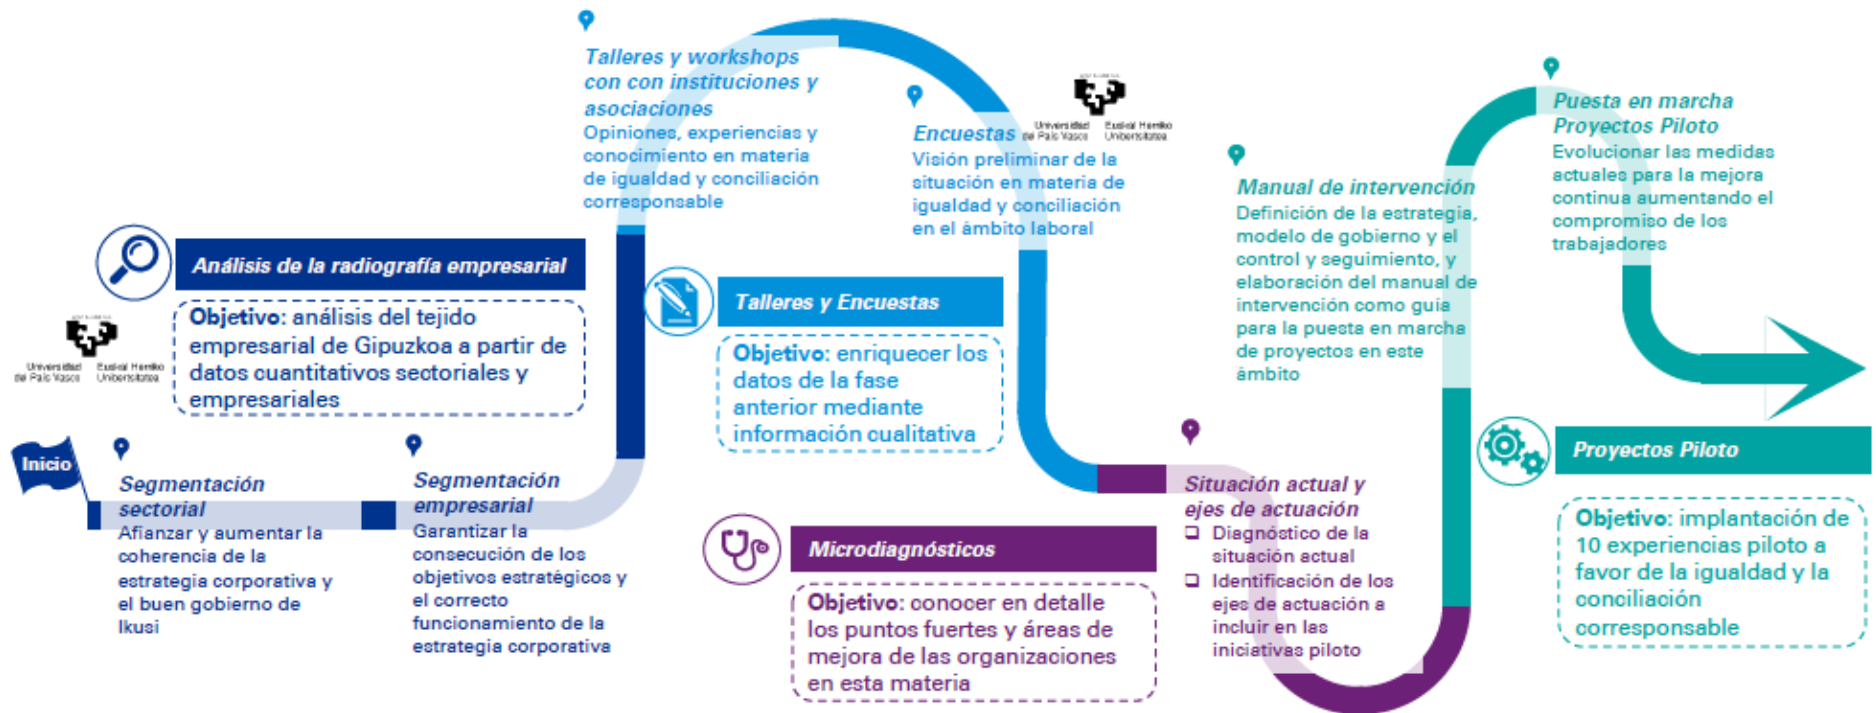 Inicio
Análisis de la radiografía empresarial
Objetivo: análisis del tejido
empresarial de Gipuzkoa a partir de
datos cuantitativos sectoriales y
empresariales
Universidad
del País Vasco
Euskal Herriko
Unibertsitatea
Segmentación
sectorial
Afianzar y aumentar la
coherencia de la
estrategia corporativa y
el buen gobierno de
Ikusi
Segmentación
empresarial
Garantizar la
consecución de los
objetivos estratégicos y
el correcto
funcionamiento de la
estrategia corporativa
Talleres y workshops
con con instituciones y
asociaciones
Opiniones, experiencias y
conocimiento en materia
de igualdad y conciliación
corresponsable
Encuestas
Universidad
del País Vasco
Euskal Herriko
Unibertsitatea
Visión preliminar de la
situación en materia de
igualdad y conciliación
en el ámbito laboral
Talleres y Encuestas
Objetivo: enriquecer los
datos de la fase
anterior mediante
información cualitativa
Microdiagnósticos
Objetivo: conocer en detalle
los puntos fuertes y áreas de
mejora de las organizaciones
en esta materia
Situación actual y
ejes de actuación
Diagnóstico de la
situación actual
Identificación de los
ejes de actuación a
incluir en las
iniciativas piloto
Manual de intervención
Definición de la estrategia,
modelo de gobierno y el
control y seguimiento, y
elaboración del manual de
intervención como guía
para la puesta en marcha
de proyectos en este
ámbito
Puesta en marcha
Proyectos Piloto
Evolucionar las medidas
actuales para la mejora
continua aumentando el
compromiso de los
trabajadores
Proyectos Piloto
Objetivo: implantación de
10 experiencias piloto a
favor de la igualdad y la
conciliación
corresponsable